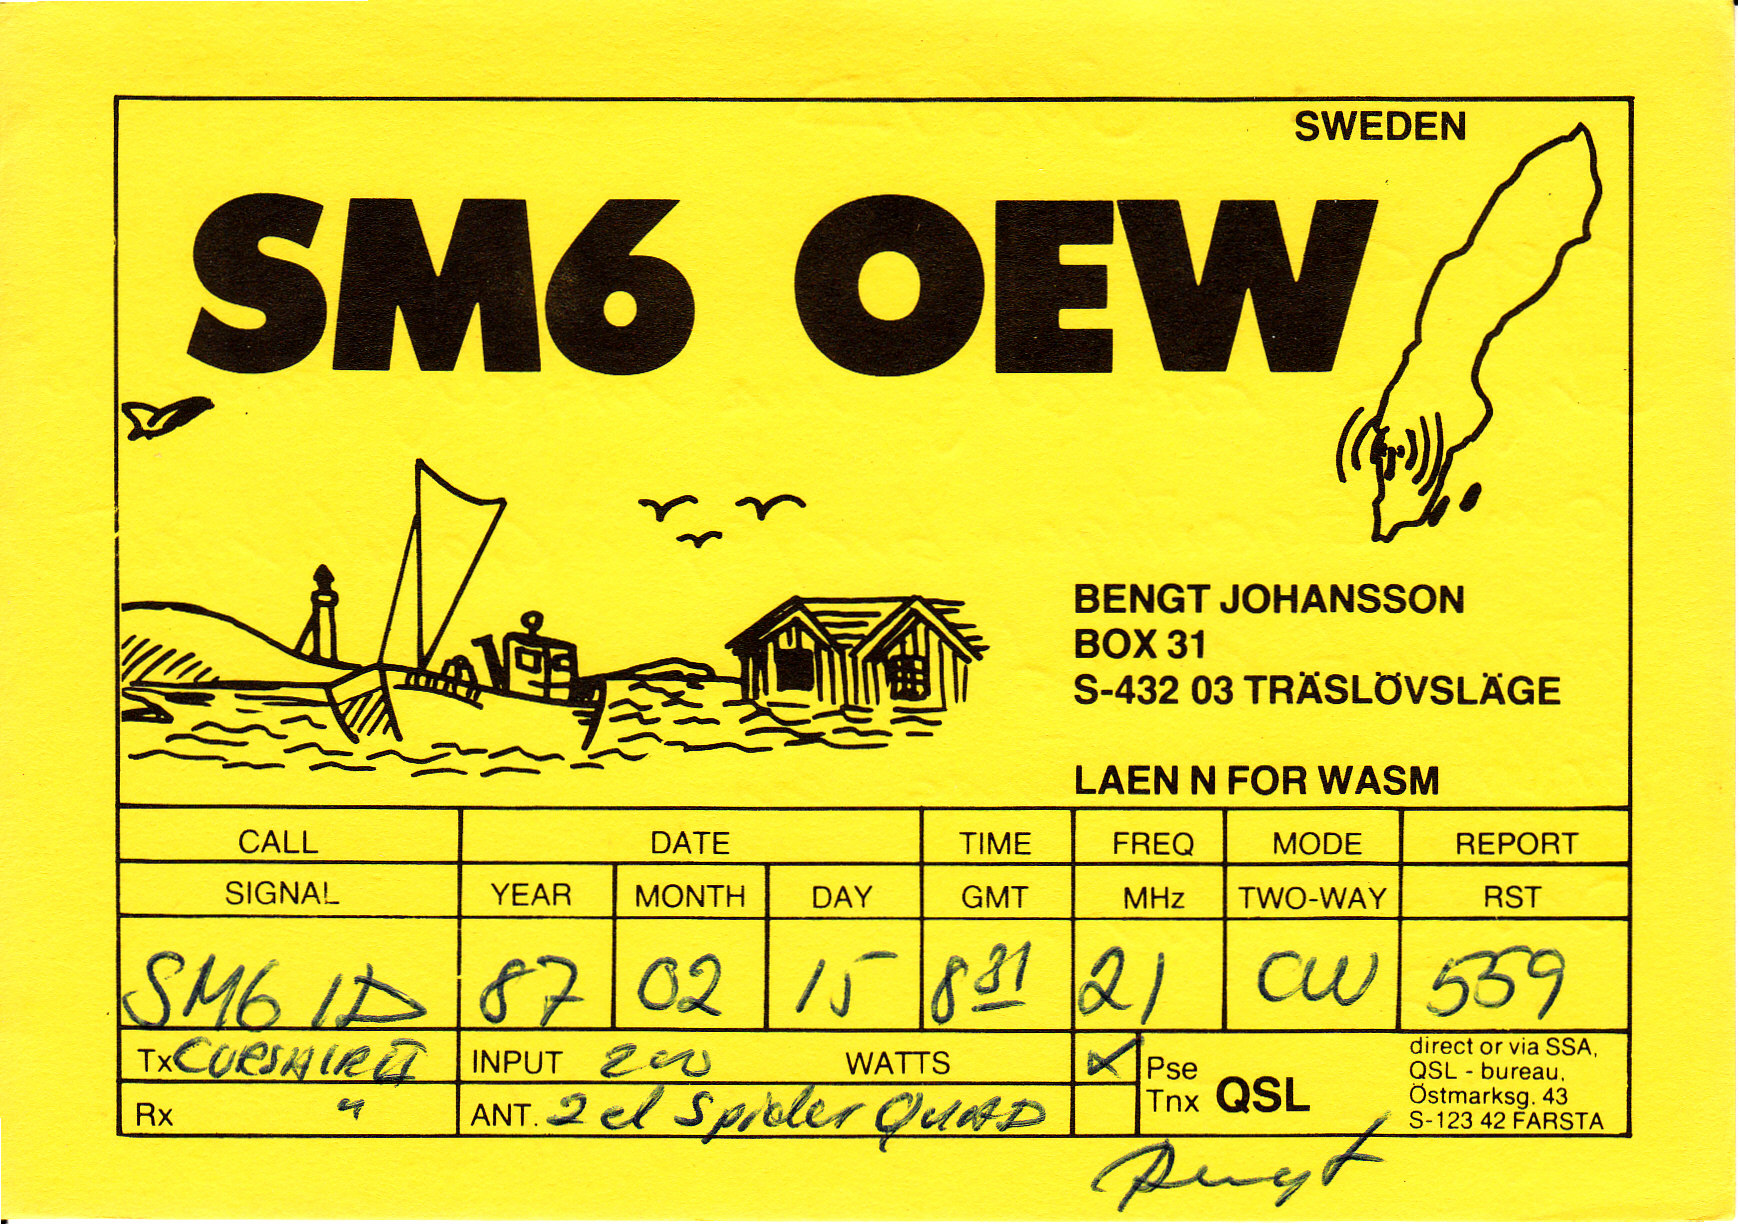 SWEDEN
SM6 OEW
BENGT JOHANSSON
BOX 31
S-432 03 TRÄSLÖVSLÄGE
LAEN N FOR WASM
CALL DATE TIME FREQ MODE REPORT
SIGNAL YEAR MONTH DAY GMT MHz TWO-WAY RST
SM6 ID 87 02 15 8 31 21 CW 559
Tx INPUT 200 WATTS
Rx " ANT. 2 el Spider QUAD
Pse
Tnx QSL
direct or via SSA,
QSL - bureau,
Östmarksg. 43
S-123 42 FARSTA
Bengt